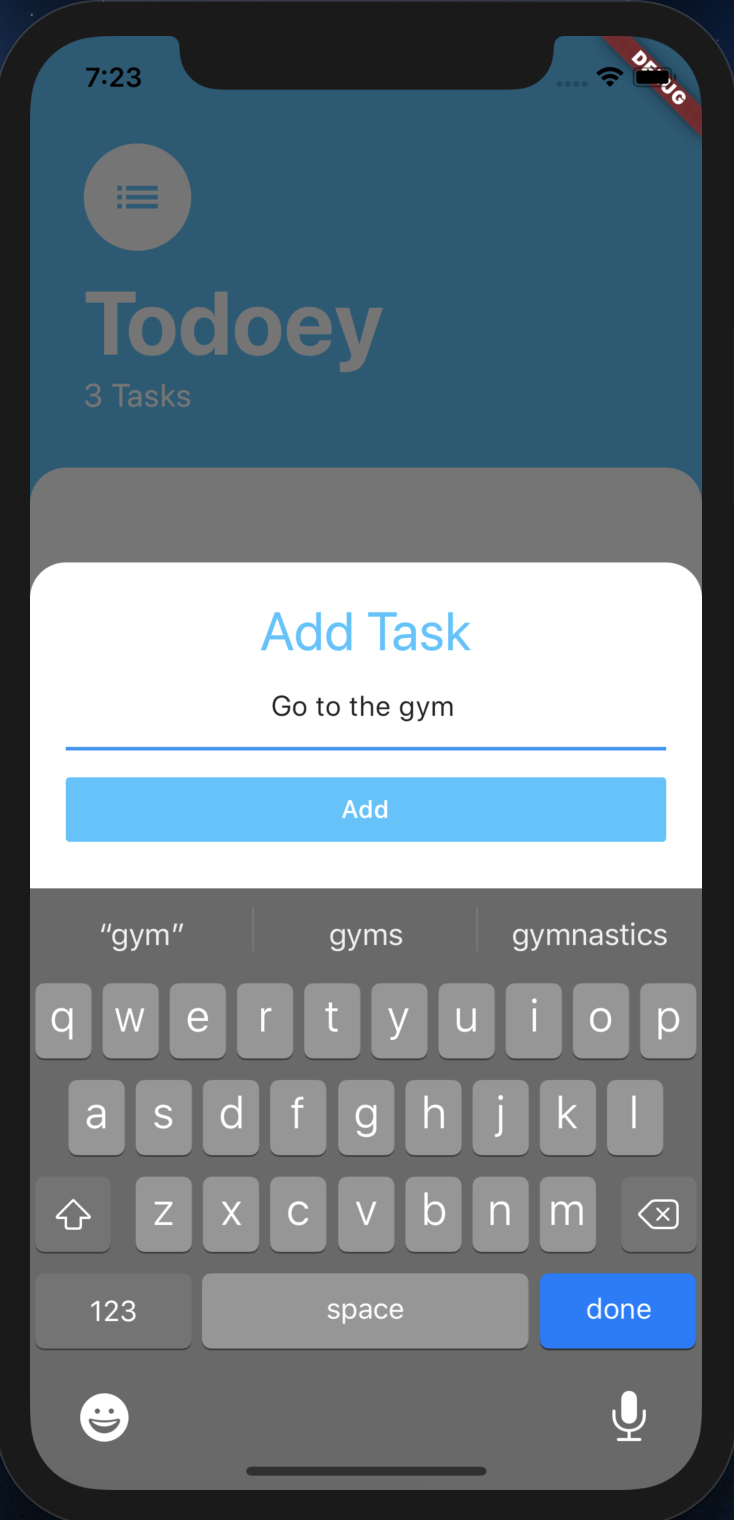 7:23
DEBUG
Todoey
3 Tasks
Add Task
Go to the gym
Add
“gym” gyms gymnastics
q w e r t y u i o p
a s d f g h j k l
z x c v b n m
123 space done